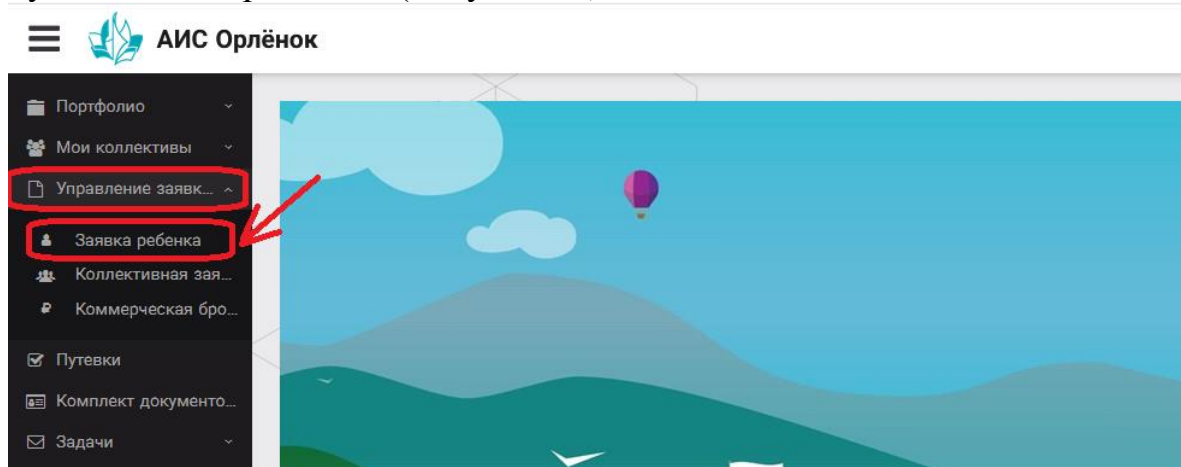 АИС Орлёнок
Портфолио
Мои коллективы
Управление заявк...
Заявка ребенка
Коллективная зая...
Коммерческая бро...
Путевки
Комплект документо...
Задачи